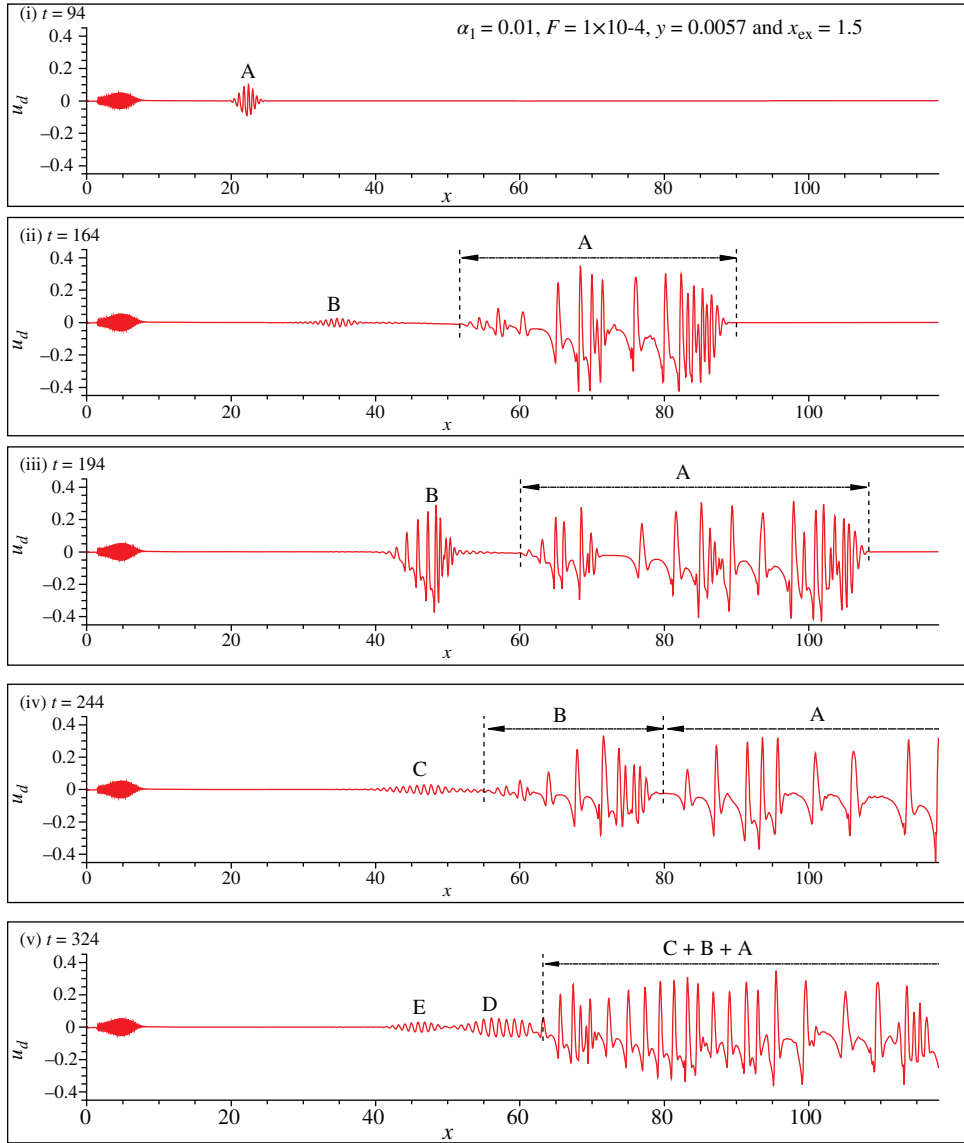 (i) t = 94
α1 = 0.01, F = 1×10-4, y = 0.0057 and xex = 1.5
A
0.4
0.2
0
–0.2
–0.4
ud
0 20 40 60 80 100
x
(ii) t = 164
A
B
0.4
0.2
0
–0.2
–0.4
ud
0 20 40 60 80 100
x
(iii) t = 194
A
B
0.4
0.2
0
–0.2
–0.4
ud
0 20 40 60 80 100
x
(iv) t = 244
B A
C
0.4
0.2
0
–0.2
–0.4
ud
0 20 40 60 80 100
x
(v) t = 324
C + B + A
E D
0.4
0.2
0
–0.2
–0.4
ud
0 20 40 60 80 100
x